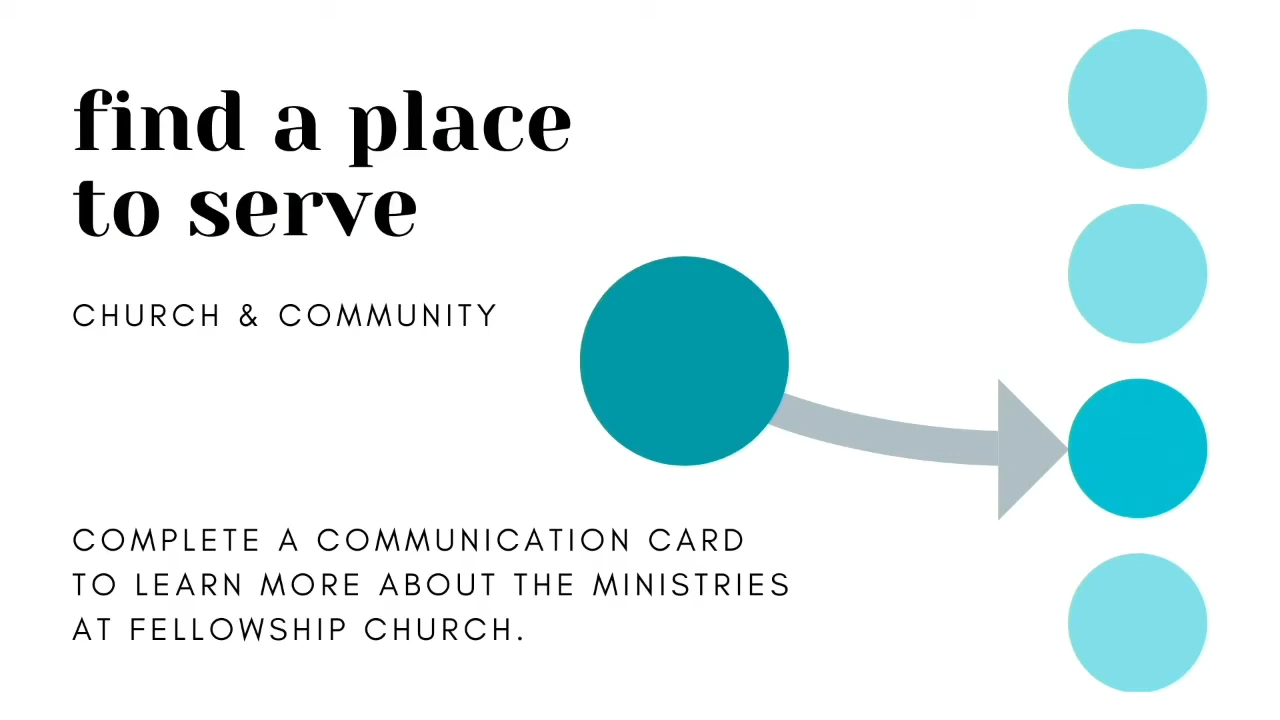 find a place
to serve
CHURCH & COMMUNITY
COMPLETE A COMMUNICATION CARD
TO LEARN MORE ABOUT THE MINISTRIES
AT FELLOWSHIP CHURCH.